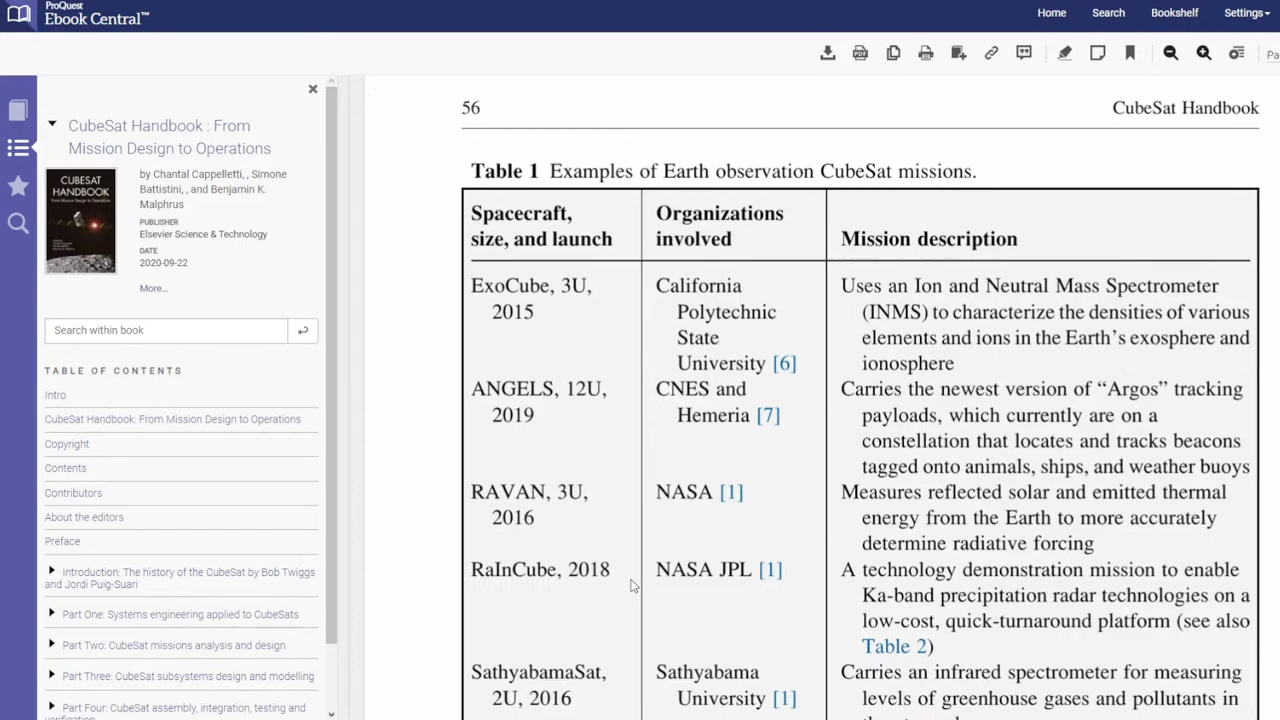 ProQuest
Ebook Central™
Home Search Bookshelf Settings
Pa
CubeSat Handbook : From
Mission Design to Operations
CUBESAT
HANDBOOK
From Mission Design to Operations
by Chantal Cappelletti, , Simone
Battistini, , and Benjamin K.
Malphrus
PUBLISHER
Elsevier Science & Technology
DATE
2020-09-22
More...
Search within book
TABLE OF CONTENTS
Intro
CubeSat Handbook: From Mission Design to Operations
Copyright
Contents
Contributors
About the editors
Preface
Introduction: The history of the CubeSat by Bob Twiggs
and Jordi Puig-Suari
Part One: Systems engineering applied to CubeSats
Part Two: CubeSat missions analysis and design
Part Three: CubeSat subsystems design and modelling
Part Four: CubeSat assembly, integration, testing and
verification
56 CubeSat Handbook
Table 1 Examples of Earth observation CubeSat missions.
Spacecraft,
size, and launch
Organizations
involved
Mission description
ExoCube, 3U,
2015
California
Polytechnic
State
University [6]
Uses an Ion and Neutral Mass Spectrometer
(INMS) to characterize the densities of various
elements and ions in the Earth's exosphere and
ionosphere
ANGELS, 12U,
2019
CNES and
Hemeria [7]
Carries the newest version of “Argos” tracking
payloads, which currently are on a
constellation that locates and tracks beacons
tagged onto animals, ships, and weather buoys
RAVAN, 3U,
2016
NASA [1]
Measures reflected solar and emitted thermal
energy from the Earth to more accurately
determine radiative forcing
RaInCube, 2018
NASA JPL [1]
A technology demonstration mission to enable
Ka-band precipitation radar technologies on a
low-cost, quick-turnaround platform (see also
Table 2)
SathyabamaSat,
2U, 2016
Sathyabama
University [1]
Carries an infrared spectrometer for measuring
levels of greenhouse gases and pollutants in